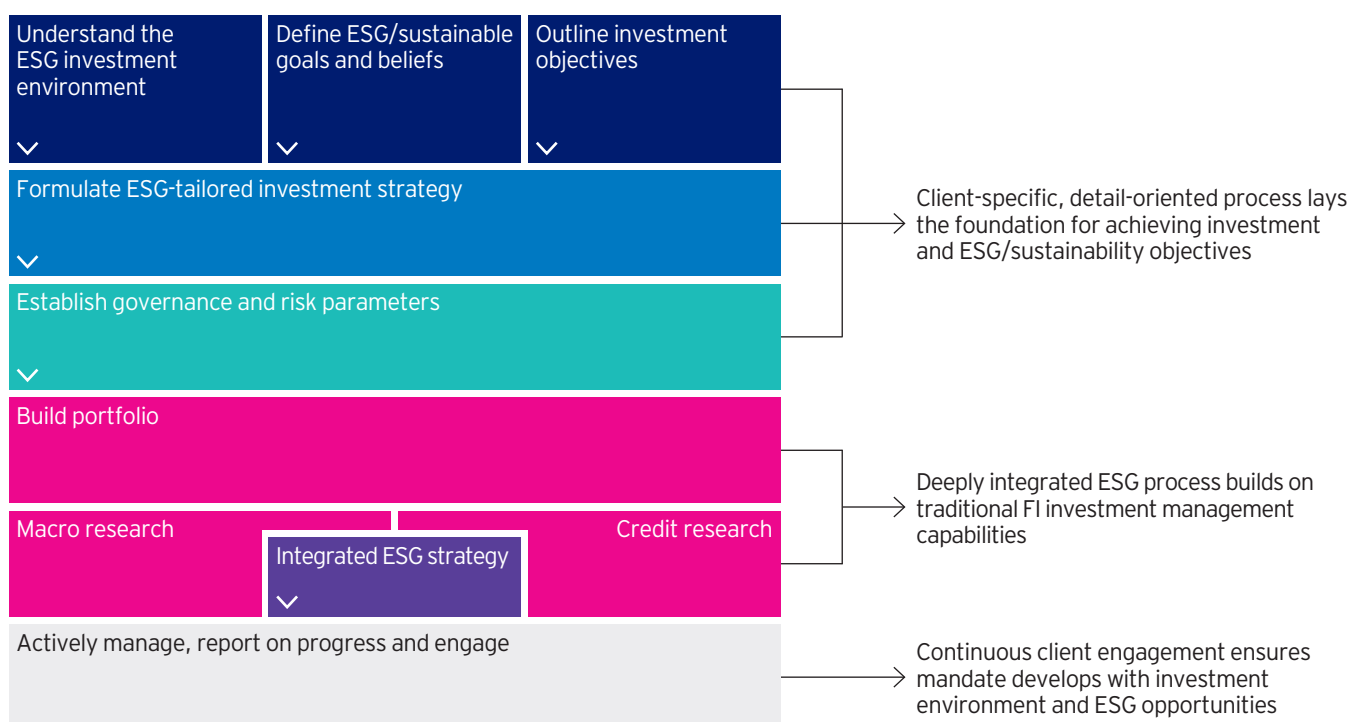 Understand the
ESG investment
environment
Define ESG/sustainable
goals and beliefs
Outline investment
objectives
Formulate ESG-tailored investment strategy
Establish governance and risk parameters
Client-specific, detail-oriented process lays
the foundation for achieving investment
and ESG/sustainability objectives
Build portfolio
Macro research
Integrated ESG strategy
Credit research
Deeply integrated ESG process builds on
traditional FI investment management
capabilities
Actively manage, report on progress and engage
Continuous client engagement ensures
mandate develops with investment
environment and ESG opportunities